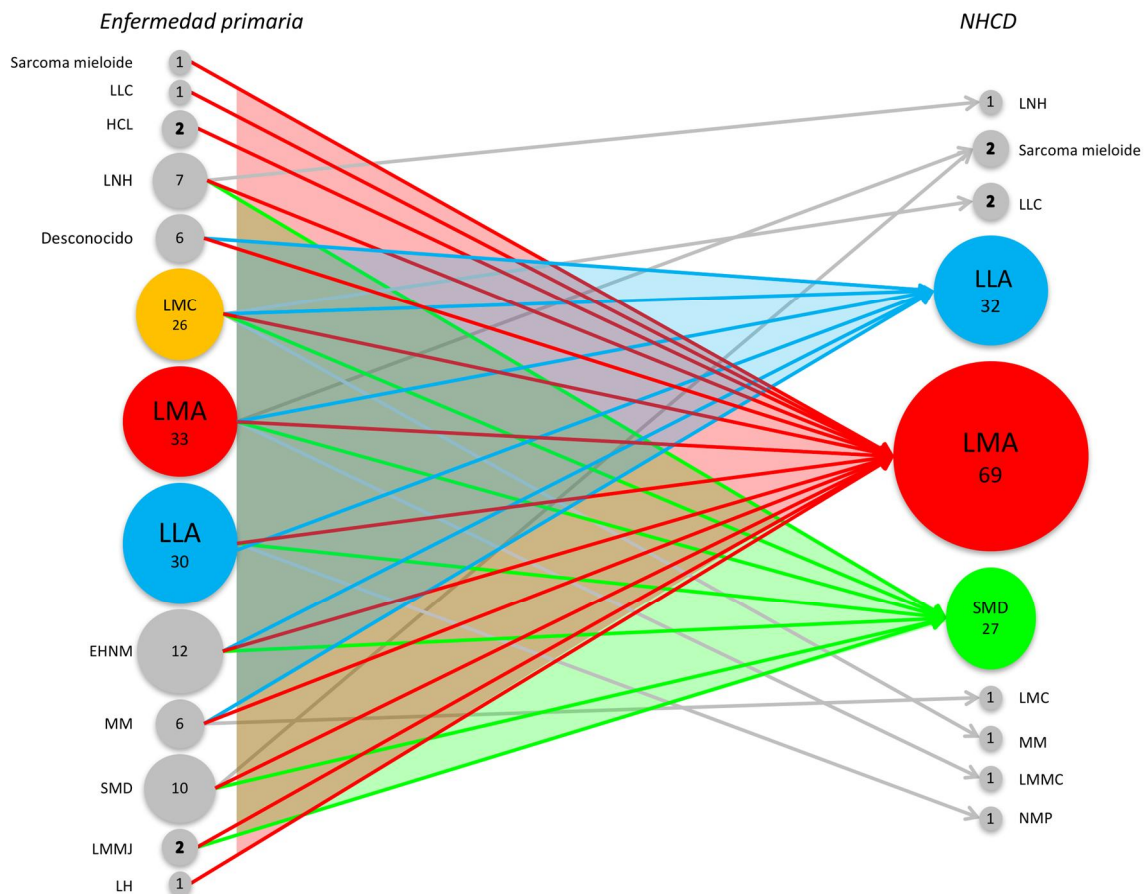 Enfermedad primaria
Sarcoma mieloide 1
LLC 1
HCL 2
LNH 7
Desconocido 6
LMC
26
LMA
33
LLA
30
EHNM 12
MM 6
SMD 10
LMMJ 2
LH 1
NHCD
1 LNH
2 Sarcoma mieloide
2 LLC
LLA
32
LMA
69
SMD
27
1 LMC
1 MM
1 LMMC
1 NMP